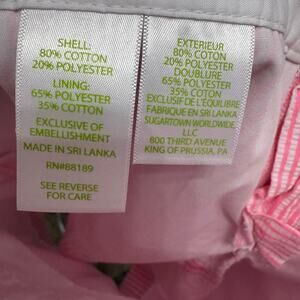 SHELL:
80% COTTON
20% POLYESTER
LINING:
65% POLYESTER
35% COTTON
EXCLUSIVE OF
EMBELLISHMENT
MADE IN SRI LANKA
RN#88189
SEE REVERSE
FOR CARE
EXTERIEUR
80% COTON
20% POLYESTER
DOUBLURE
65% POLYESTER
35% COTON
EXCLUSIF DE L'ÉQUILIBRE
FABRIQUE EN SRI LANKA
SUGARTOWN WORLDWIDE,
LLC
800 THIRD AVENUE
KING OF PRUSSIA, PA